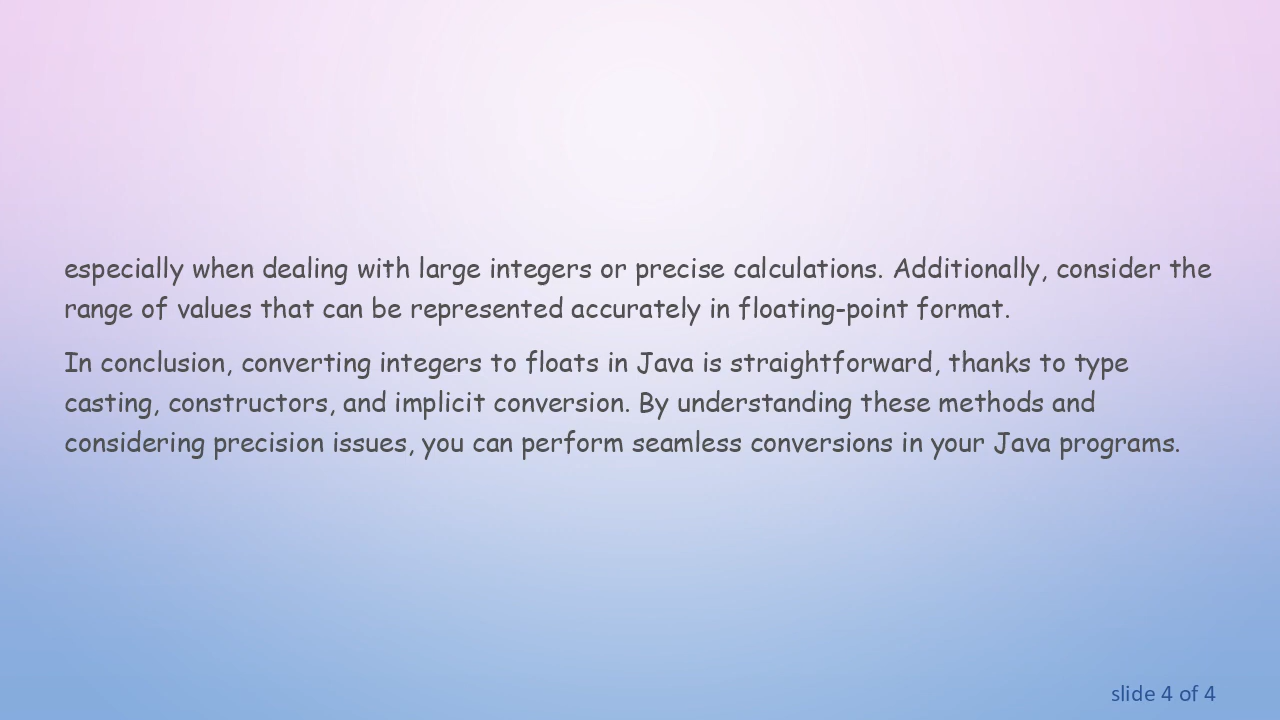 especially when dealing with large integers or precise calculations. Additionally, consider the
range of values that can be represented accurately in floating-point format.
In conclusion, converting integers to floats in Java is straightforward, thanks to type
casting, constructors, and implicit conversion. By understanding these methods and
considering precision issues, you can perform seamless conversions in your Java programs.
slide 4 of 4